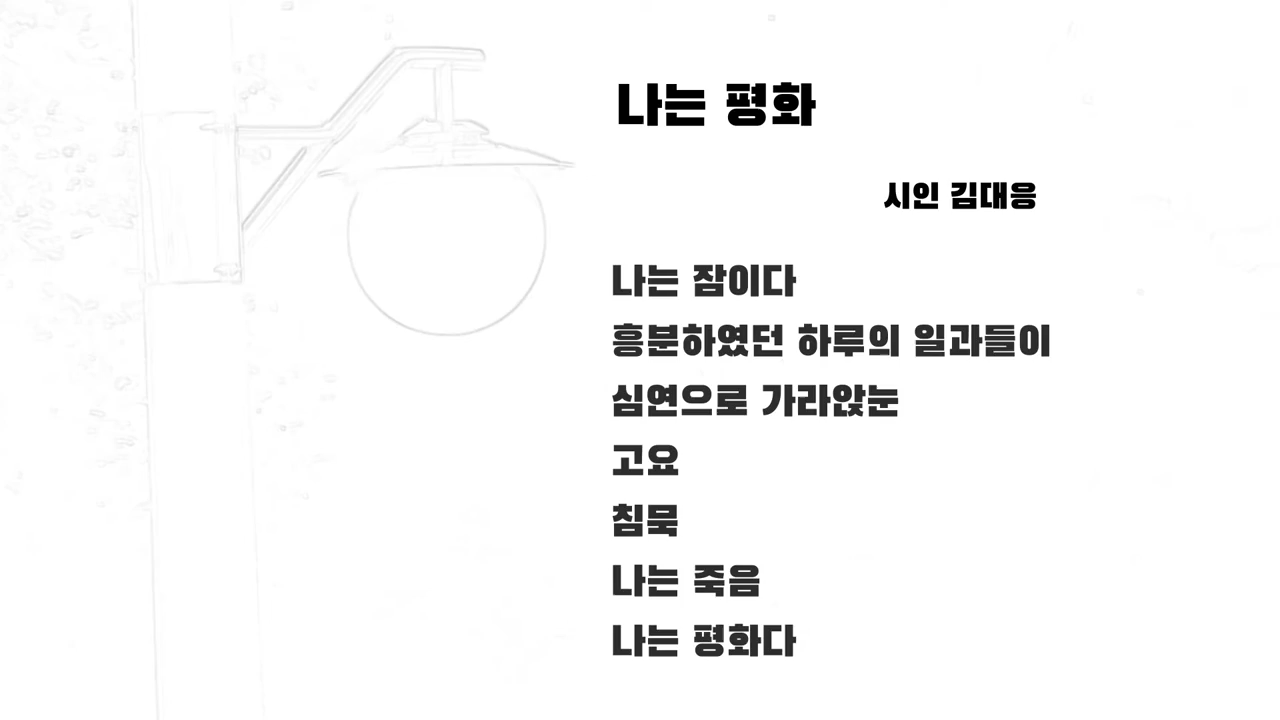 나는 평화
시인 김대응
나는 잠이다
흥분하였던 하루의 일과들이
심연으로 가라앉눈
고요
침묵
나는 죽음
나는 평화다